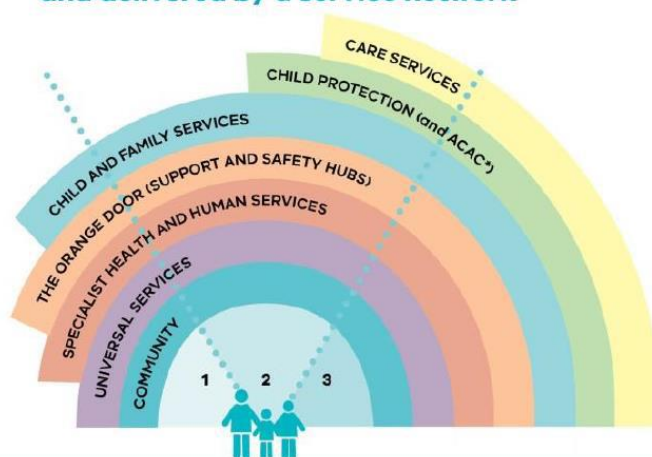 and delivered by a service network
CARE SERVICES
CHILD PROTECTION (and ACAC*)
CHILD AND FAMILY SERVICES
THE ORANGE DOOR (SUPPORT AND SAFETY HUBS)
SPECIALIST HEALTH AND HUMAN SERVICES
UNIVERSAL SERVICES
COMMUNITY
1 2 3